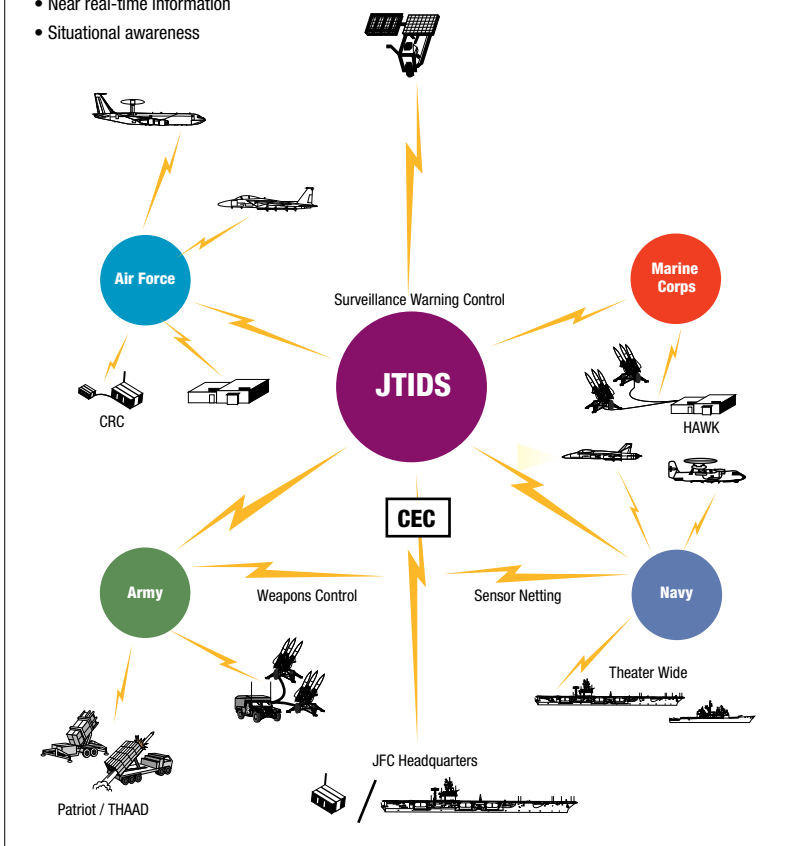 • Near real-time information
• Situational awareness
Air Force
Marine
Corps
Surveillance Warning Control
JTIDS
CRC
HAWK
CEC
Army
Weapons Control
Sensor Netting
Navy
Theater Wide
JFC Headquarters
Patriot / THAAD